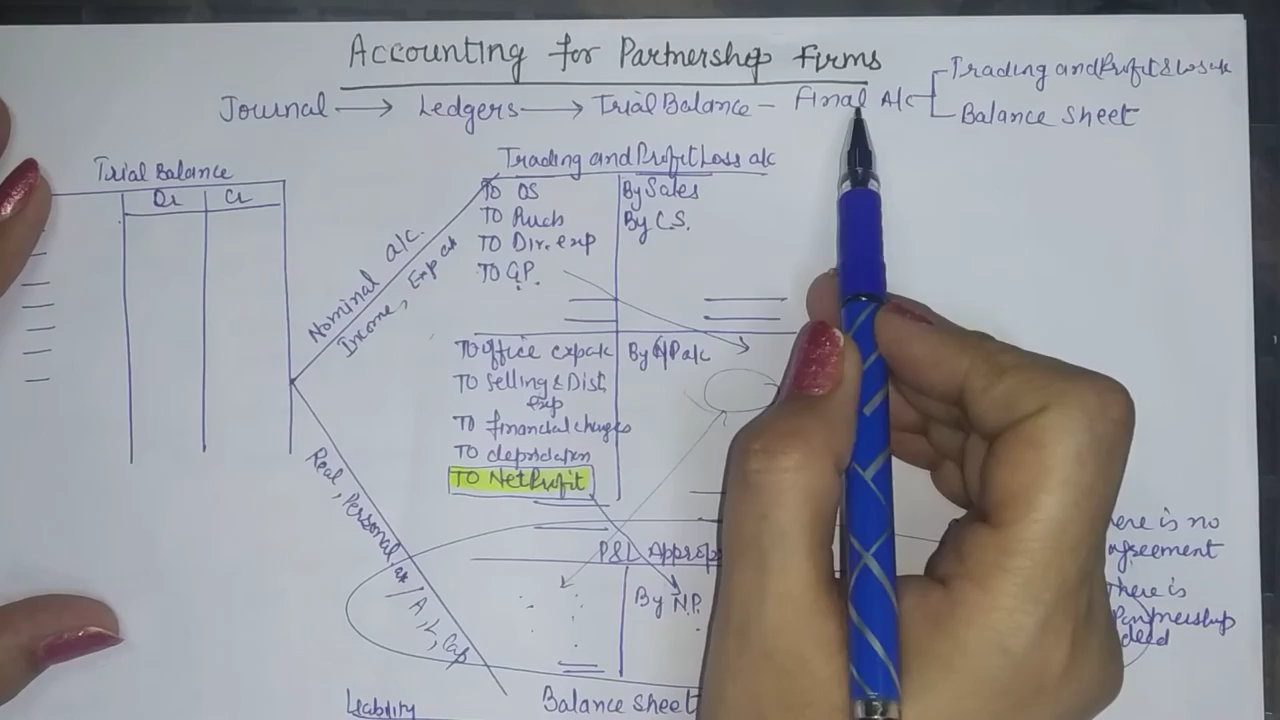 Accounting for Partnership Firms
Journal → Ledgers → Trial Balance - Final A/c
Trading and Profit & Loss a/c
Balance Sheet
Trial Balance
Dr Cr
Nominal a/c.
Income, Exp a/c
Real, Personal a/c / A, L, Cap
Trading and Profit Loss a/c
TO OS By Sales
TO Purch By C.S.
TO Dir. exp
TO G.P.
TO office exp a/c By G/P a/c
TO Selling & Dist.
exp
TO financial charges
TO depreciation
TO Net Profit
P&L Approp
By N.P.
ere is no
agreement
here is
Partnership
deed
Balance Sheet
Liability